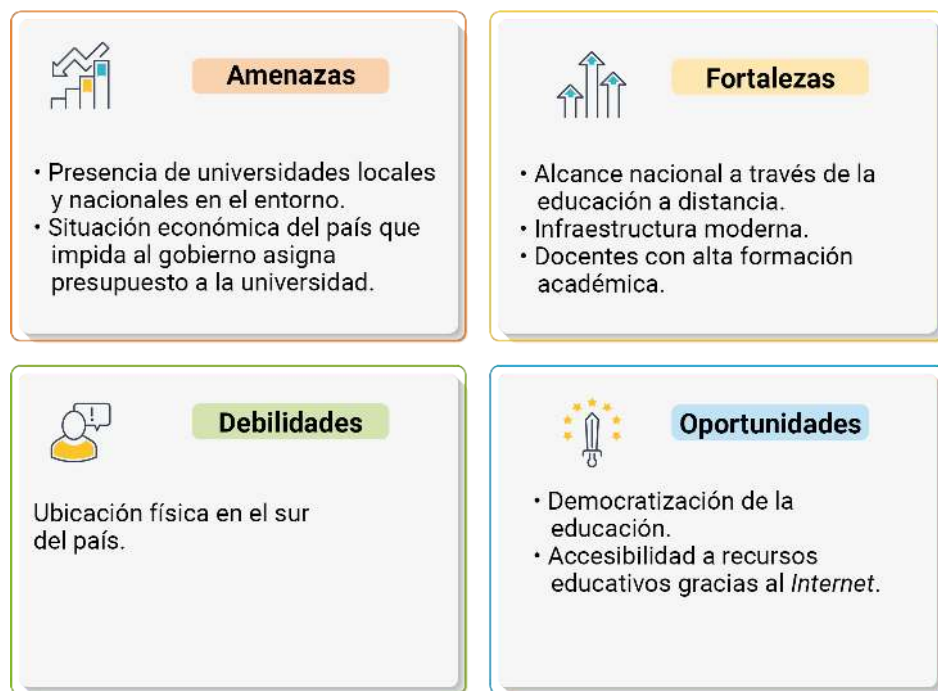 Amenazas
• Presencia de universidades locales
y nacionales en el entorno.
• Situación económica del país que
impida al gobierno asigna
presupuesto a la universidad.
Fortalezas
• Alcance nacional a través de la
educación a distancia.
• Infraestructura moderna.
• Docentes con alta formación
académica.
Debilidades
Ubicación física en el sur
del país.
Oportunidades
• Democratización de la
educación.
• Accesibilidad a recursos
educativos gracias al Internet.